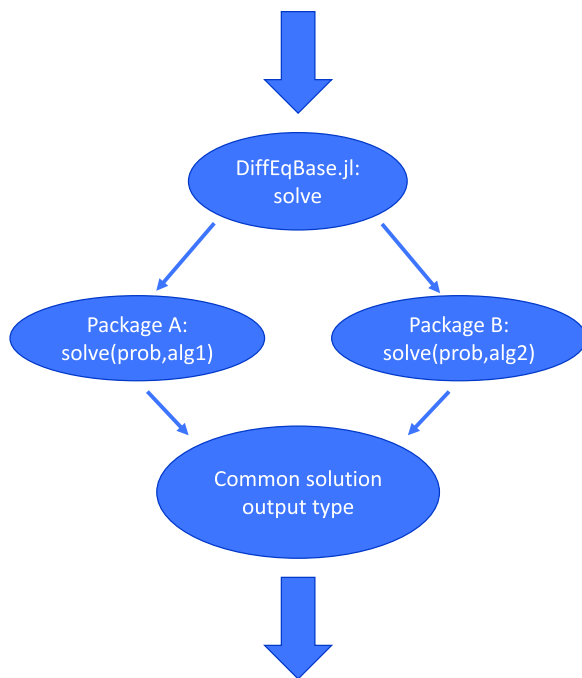 DiffEqBase.jl:
solve
Package A:
solve(prob,alg1)
Package B:
solve(prob,alg2)
Common solution
output type